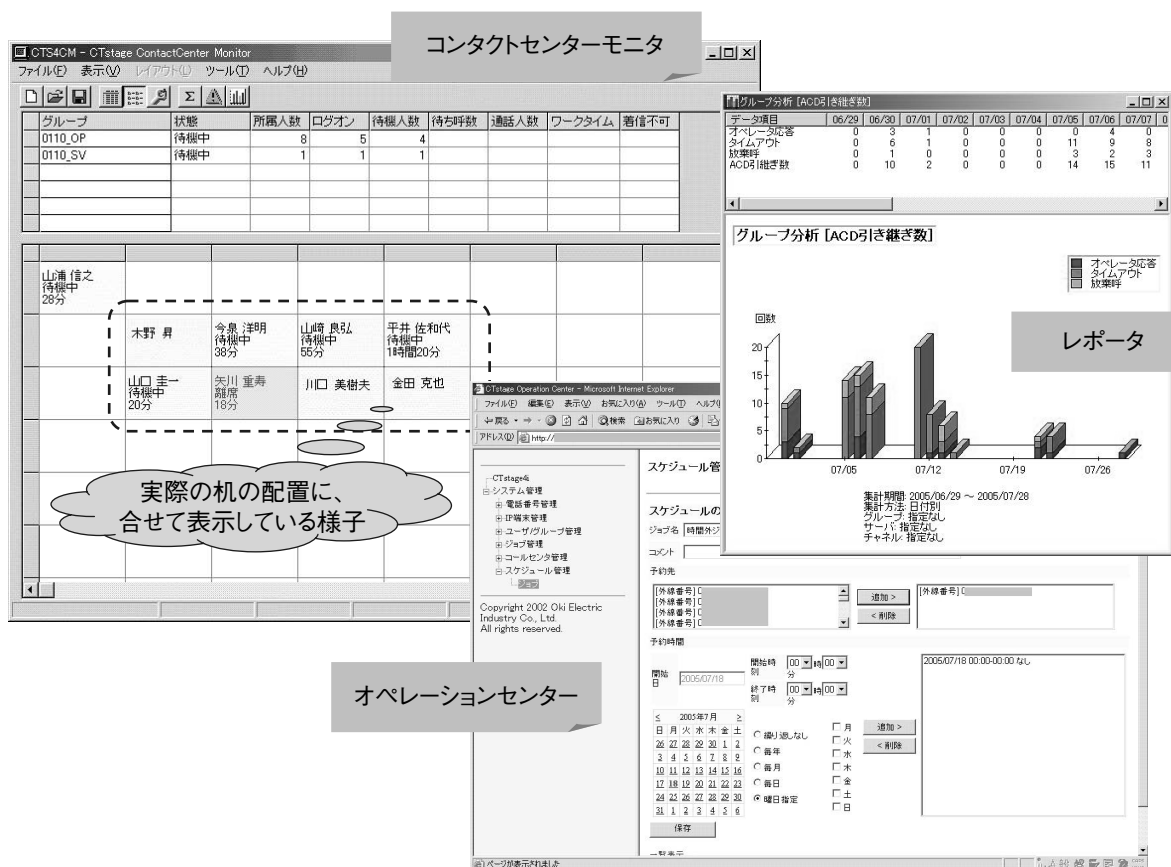 コンタクトセンターモニタ
CTS4CM - CTstage ContactCenter Monitor
ファイル(F) 表示(V) レイアウト(L) ツール(T) ヘルプ(H)
グループ 状態 所属人数 ログオン 待機人数 待ち呼数 通話人数 ワークタイム 着信不可
0110_OP 待機中 8 5 4
0110_SV 待機中 1 1 1
山浦 信之
待機中
28分
木野 昇
今泉 洋明
待機中
38分
山崎 良弘
待機中
55分
平井 佐和代
待機中
1時間20分
山口 圭一
待機中
20分
矢川 重寿
離席
18分
川口 美樹夫
金田 克也
実際の机の配置に、
合せて表示している様子
グループ分析 [ACD引き継ぎ数]
データ項目 06/29 06/30 07/01 07/02 07/03 07/04 07/05 07/06 07/07 0
オペレータ応答 0 3 1 0 0 0 0 4 0
タイムアウト 0 6 1 0 0 0 11 9 8
放棄呼 0 1 0 0 0 0 3 2 3
ACD引継ぎ数 0 10 2 0 0 0 14 15 11
グループ分析 [ACD引き継ぎ数]
オペレータ応答
タイムアウト
放棄呼
回数
20
15
10
5
0
07/05 07/12 07/19 07/26
集計期間: 2005/06/29 ～ 2005/07/28
集計方法: 日付別
グループ: 指定なし
サーバ: 指定なし
チャネル: 指定なし
レポータ
CTstage Operation Center - Microsoft Internet Explorer
ファイル(F) 編集(E) 表示(V) お気に入り(A) ツール(T) ヘルプ(
戻る 検索 お気に入り
アドレス(D) http://
CTstage4i
システム管理
電話番号管理
IP端末管理
ユーザ/グループ管理
ジョブ管理
コールセンタ管理
スケジュール管理
ジョブ
Copyright 2002 Oki Electric
Industry Co., Ltd.
All rights reserved.
スケジュール管
スケジュールの
ジョブ名 時間外ジ
コメント
予約先
[外線番号]
[外線番号]
[外線番号]
[外線番号]
追加 >
< 削除
[外線番号]
予約時間
開始日 2005/07/18
開始時刻 00 時 00 分
終了時刻 00 時 00 分
2005/07/18 00:00-00:00 なし
< 2005年7月 >
日 月 火 水 木 金 土
26 27 28 29 30 1 2
3 4 5 6 7 8 9
10 11 12 13 14 15 16
17 18 19 20 21 22 23
24 25 26 27 28 29 30
31 1 2 3 4 5 6
繰り返しなし
毎年
毎月
毎日
曜日指定
月
火
水
木
金
土
日
追加 >
< 削除
保存
一覧表示
ページが表示されました
オペレーションセンター